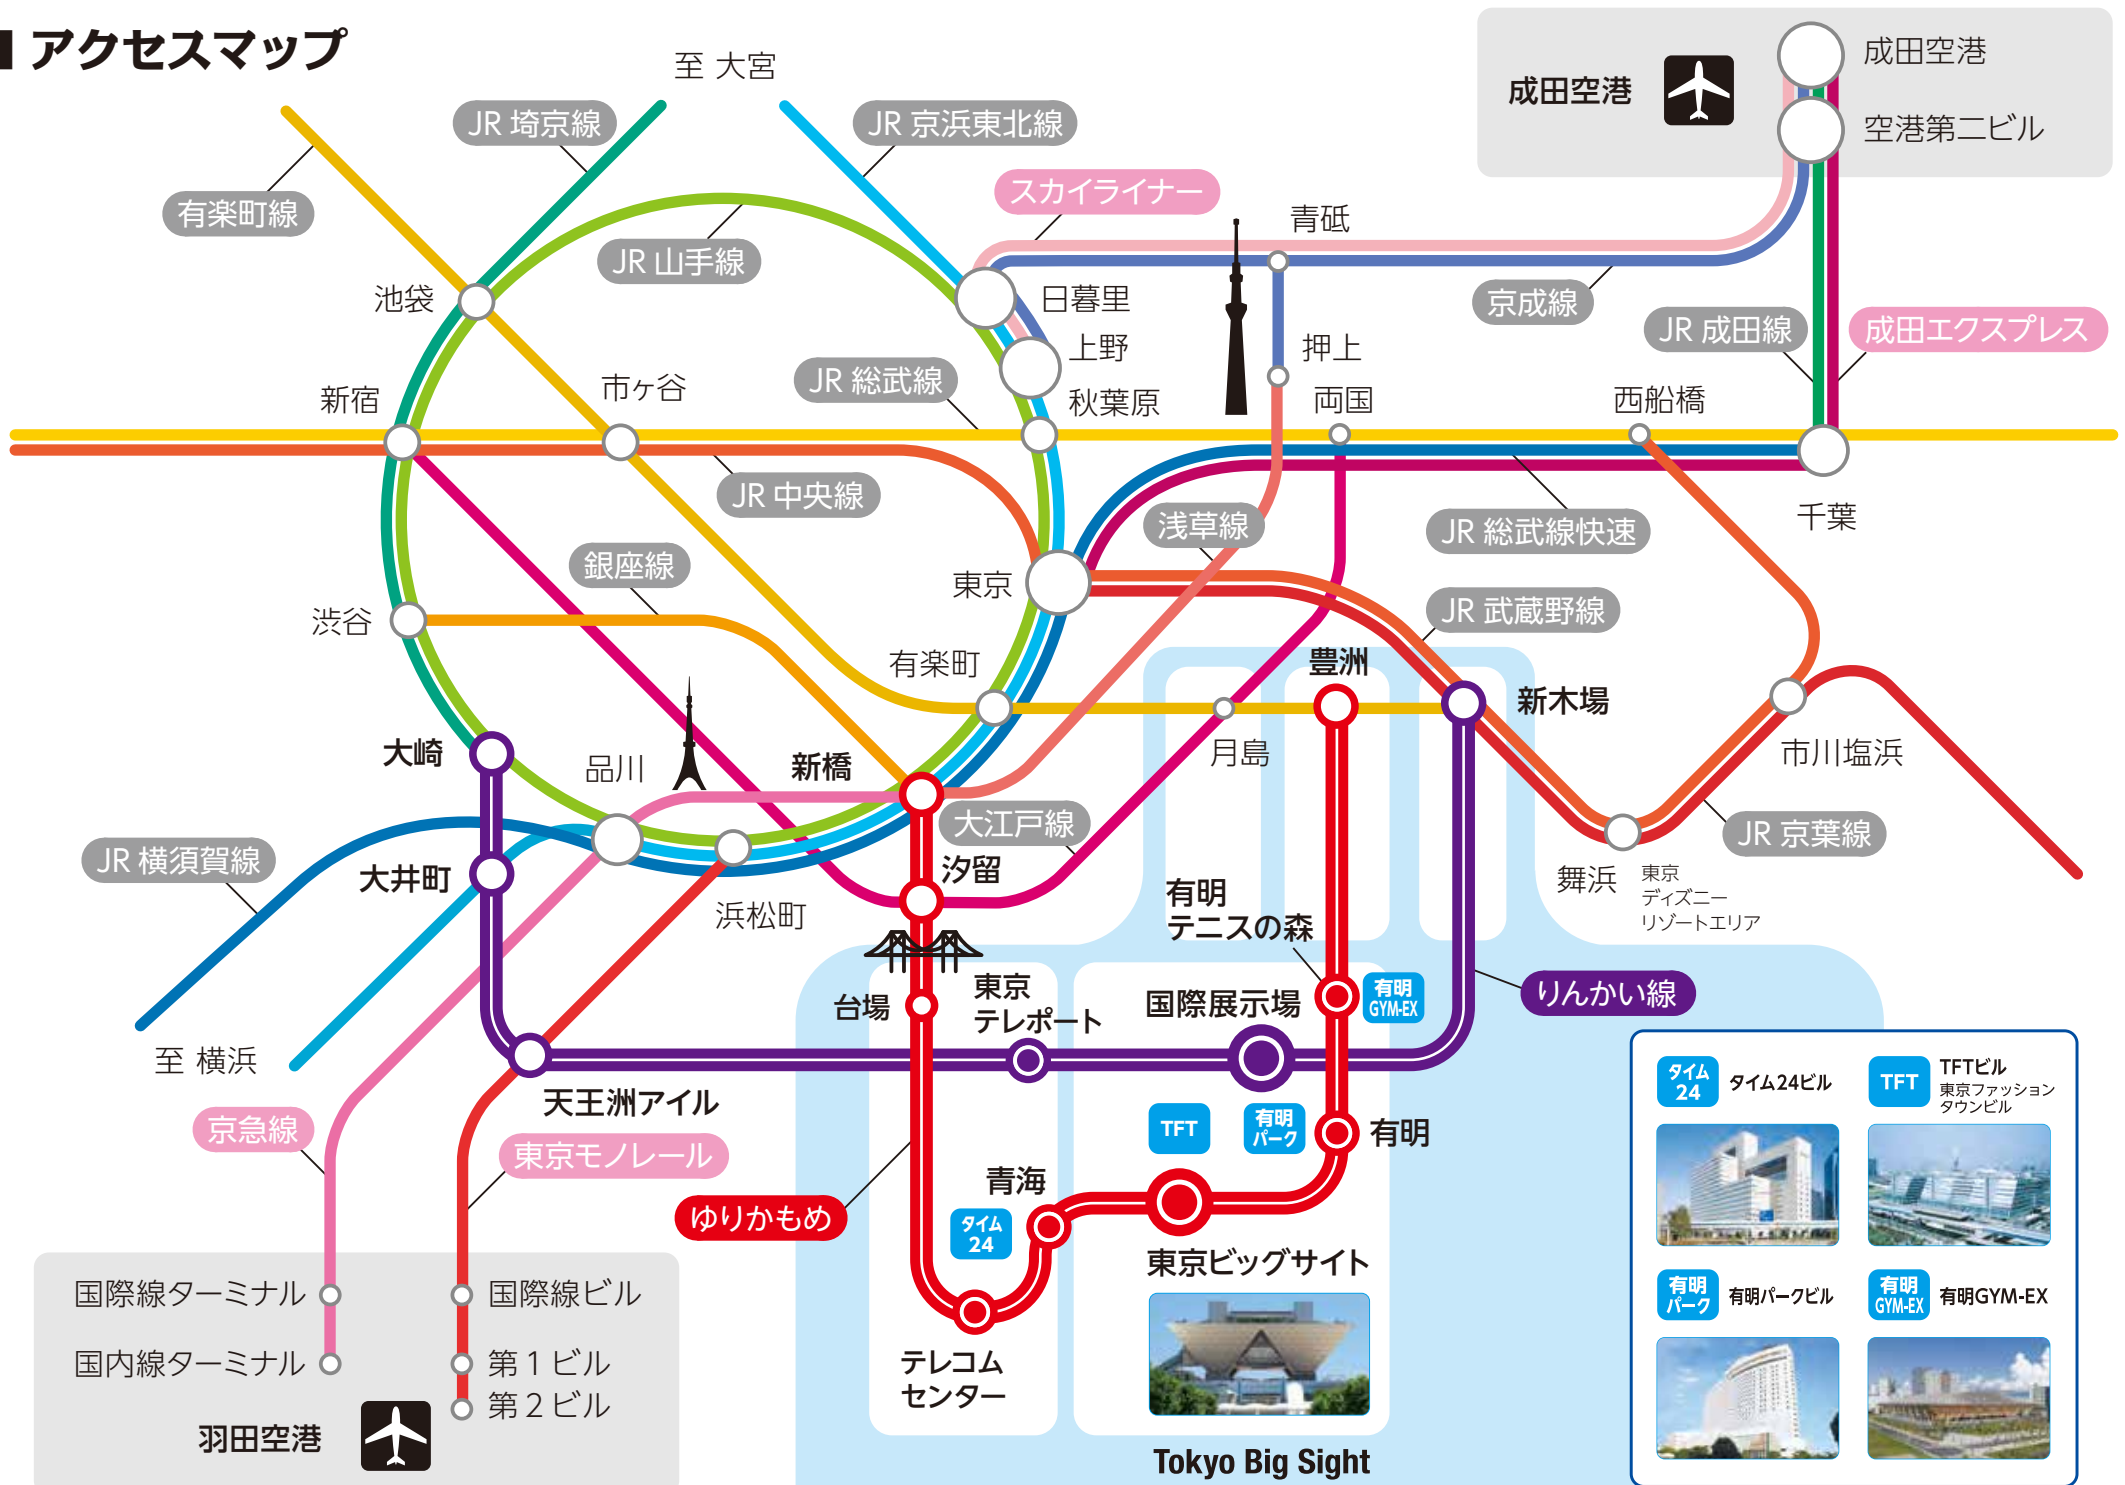 アクセスマップ
至 大宮
JR 埼京線
JR 京浜東北線
有楽町線
JR 山手線
スカイライナー
青砥
成田空港
成田空港
空港第二ビル
池袋
日暮里
京成線
JR 成田線
成田エクスプレス
上野
押上
新宿
市ヶ谷
JR 総武線
秋葉原
両国
西船橋
JR 中央線
浅草線
JR 総武線快速
千葉
銀座線
東京
渋谷
JR 武蔵野線
有楽町
豊洲
新木場
大崎
品川
新橋
月島
市川塩浜
大江戸線
JR 京葉線
JR 横須賀線
大井町
浜松町
汐留
舞浜
東京
ディズニー
リゾートエリア
有明
テニスの森
台場
東京
テレポート
国際展示場
有明
GYM-EX
りんかい線
至 横浜
天王洲アイル
京急線
東京モノレール
TFT
有明
パーク
有明
ゆりかもめ
青海
タイム
24
東京ビッグサイト
テレコム
センター
Tokyo Big Sight
国際線ターミナル
国内線ターミナル
国際線ビル
第1ビル
第2ビル
羽田空港
タイム
24
タイム24ビル
TFT
TFTビル
東京ファッション
タウンビル
有明
パーク
有明パークビル
有明
GYM-EX
有明GYM-EX